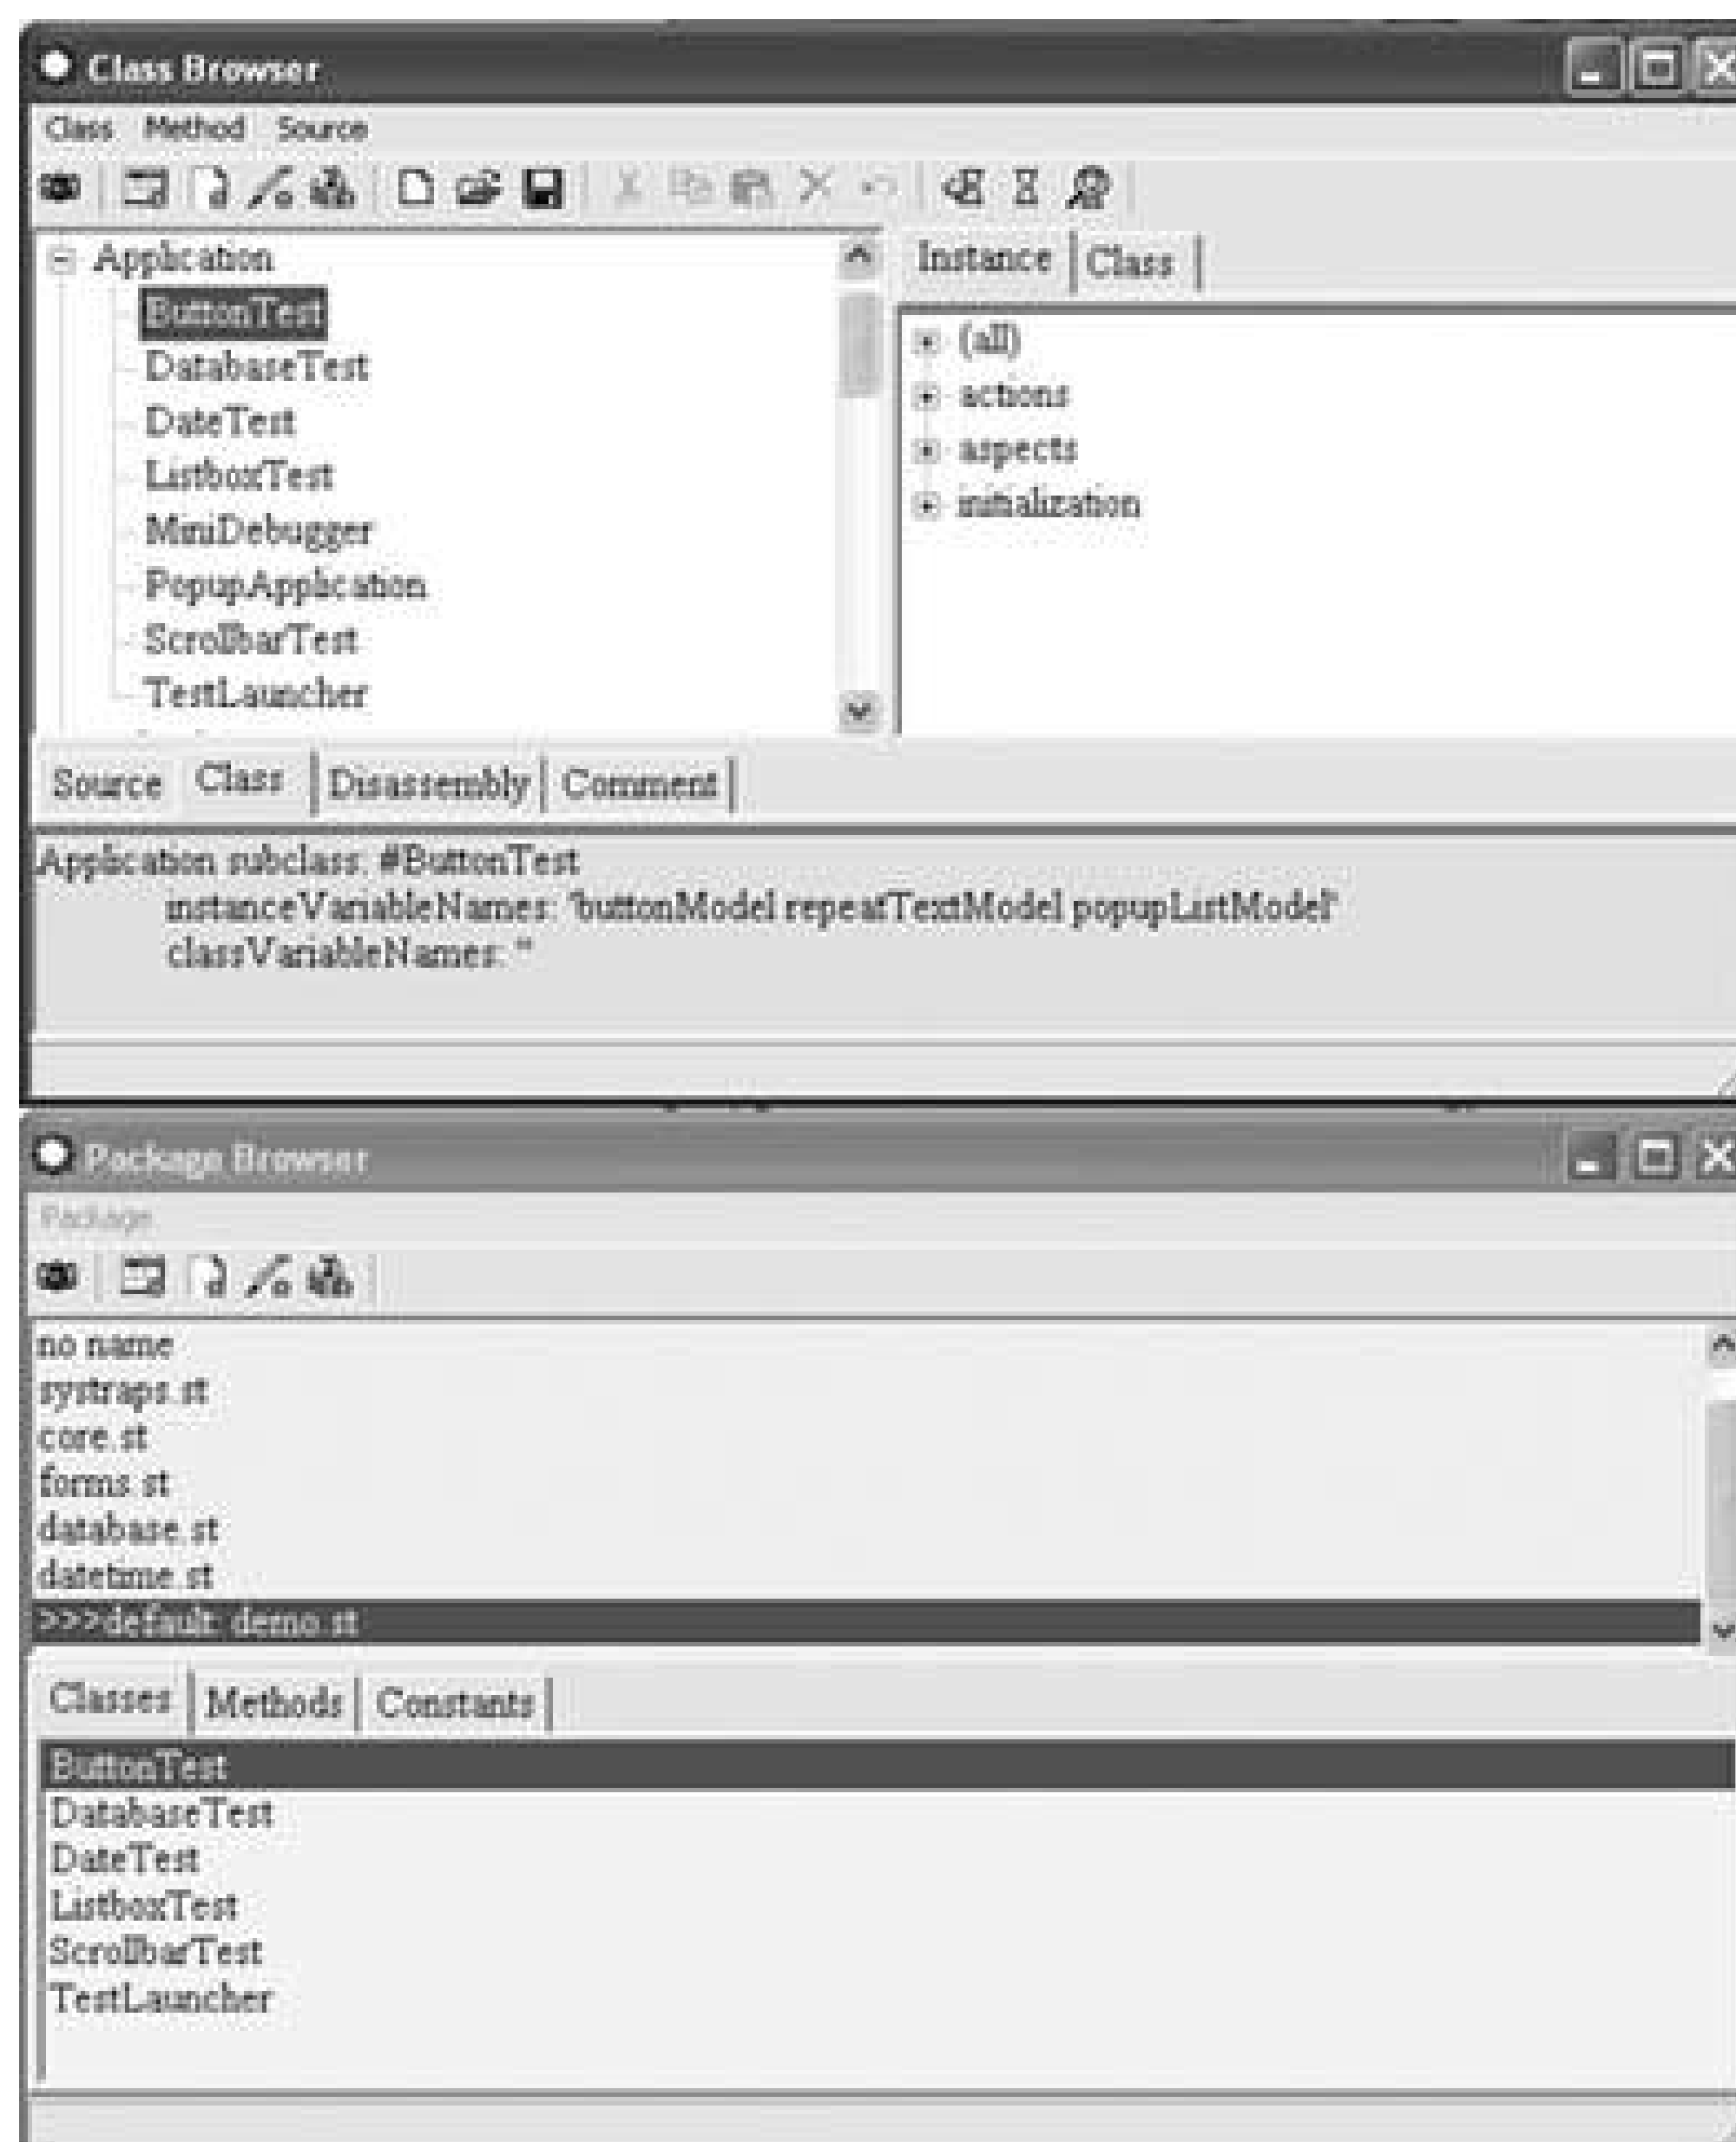 Class Browser
Class Method Source
Application
ButtonTest
DatabaseTest
DateTest
ListboxTest
MiniDebugger
PopupApplication
ScrollbarTest
TestLauncher
Instance Class
(all)
actions
aspects
initialization
Source Class Disassembly Comment
Application subclass: #ButtonTest
instanceVariableNames: 'buttonModel repeatTextModel popupListModel'
classVariableNames: ''
Package Browser
Package
no name
systraps.st
core.st
forms.st
database.st
datetime.st
>>>default: demo.st
Classes Methods Constants
ButtonTest
DatabaseTest
DateTest
ListboxTest
ScrollbarTest
TestLauncher